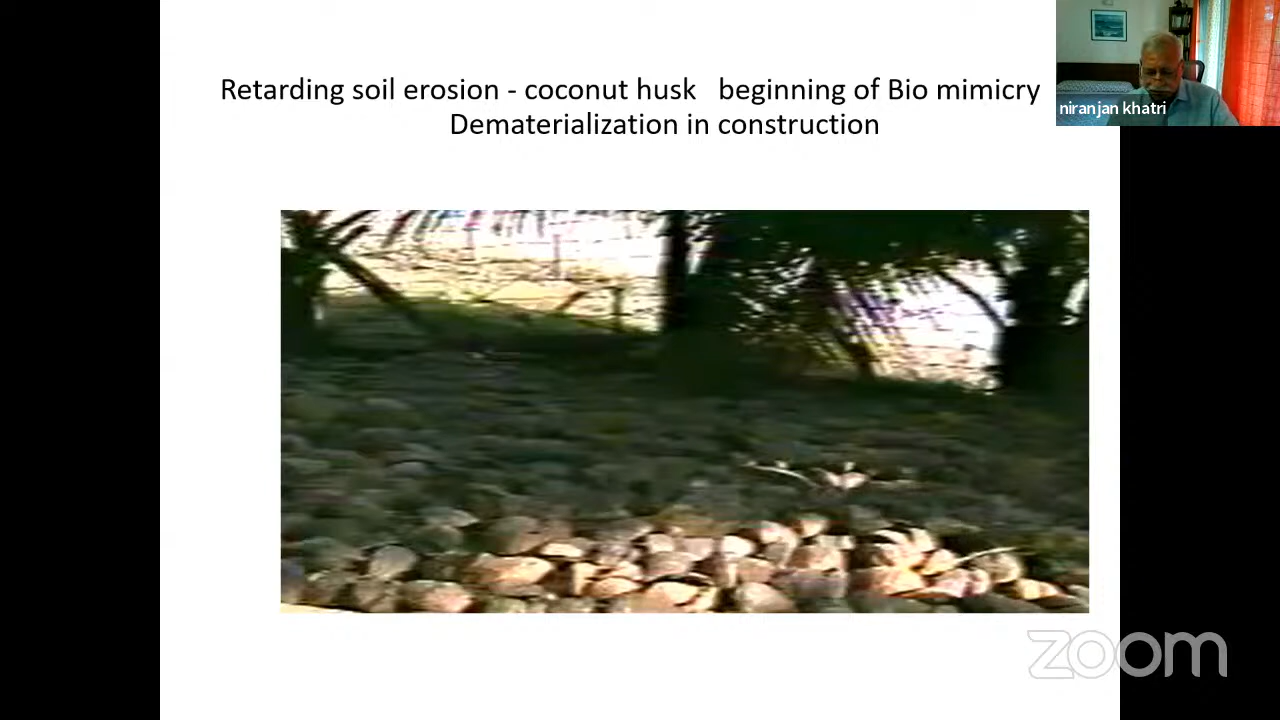 Retarding soil erosion - coconut husk beginning of Bio mimicry
Dematerialization in construction
niranjan khatri
zoom